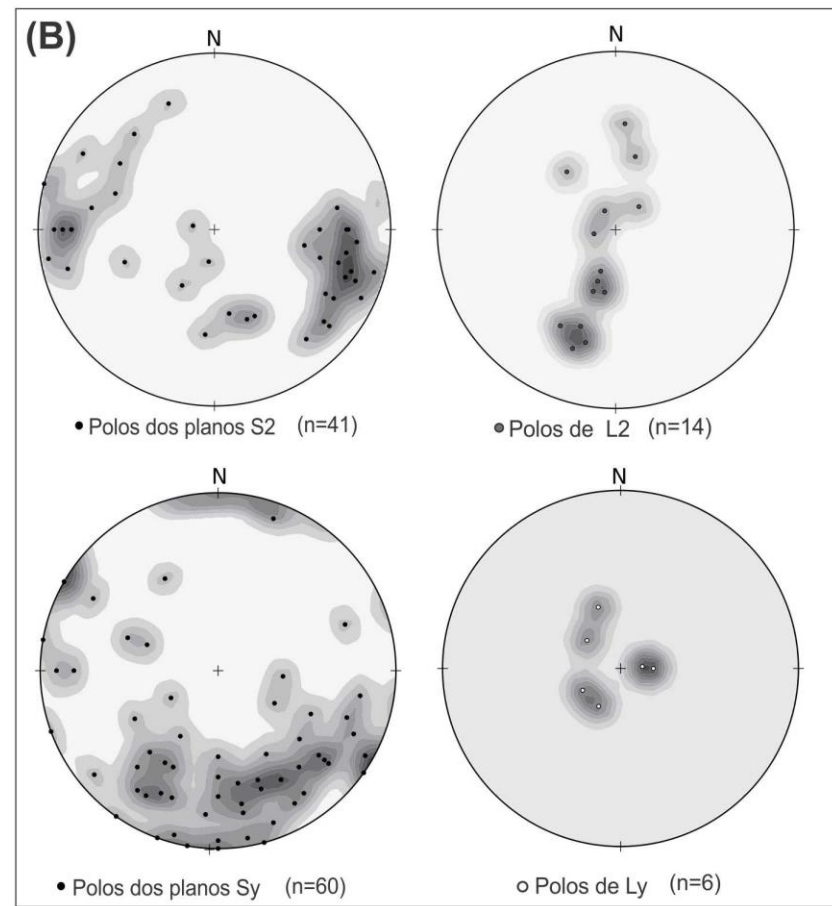 (B)
N
N
Polos dos planos S2 (n=41)
Polos de L2 (n=14)
N
N
Polos dos planos Sy (n=60)
Polos de Ly (n=6)